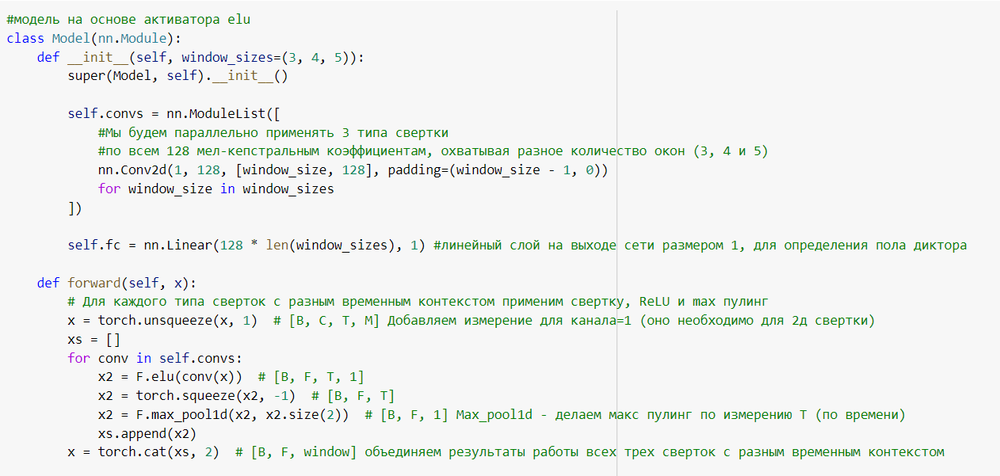 #модель на основе активатора elu
class Model(nn.Module):
    def __init__(self, window_sizes=(3, 4, 5)):
        super(Model, self).__init__()

        self.convs = nn.ModuleList([
            #Мы будем параллельно применять 3 типа свертки
            #по всем 128 мел-кепстральным коэффициентам, охватывая разное количество окон (3, 4 и 5)
            nn.Conv2d(1, 128, [window_size, 128], padding=(window_size - 1, 0))
            for window_size in window_sizes
        ])

        self.fc = nn.Linear(128 * len(window_sizes), 1) #линейный слой на выходе сети размером 1, для определения пола диктора

    def forward(self, x):
        # Для каждого типа сверток с разным временным контекстом применим свертку, ReLU и max пулинг
        x = torch.unsqueeze(x, 1)  # [B, C, T, M] Добавляем измерение для канала=1 (оно необходимо для 2д свертки)
        xs = []
        for conv in self.convs:
            x2 = F.elu(conv(x))  # [B, F, T, 1]
            x2 = torch.squeeze(x2, -1)  # [B, F, T]
            x2 = F.max_pool1d(x2, x2.size(2))  # [B, F, 1] Max_pool1d - делаем макс пулинг по измерению T (по времени)
            xs.append(x2)
        x = torch.cat(xs, 2)  # [B, F, window] объединяем результаты работы всех трех сверток с разным временным контекстом